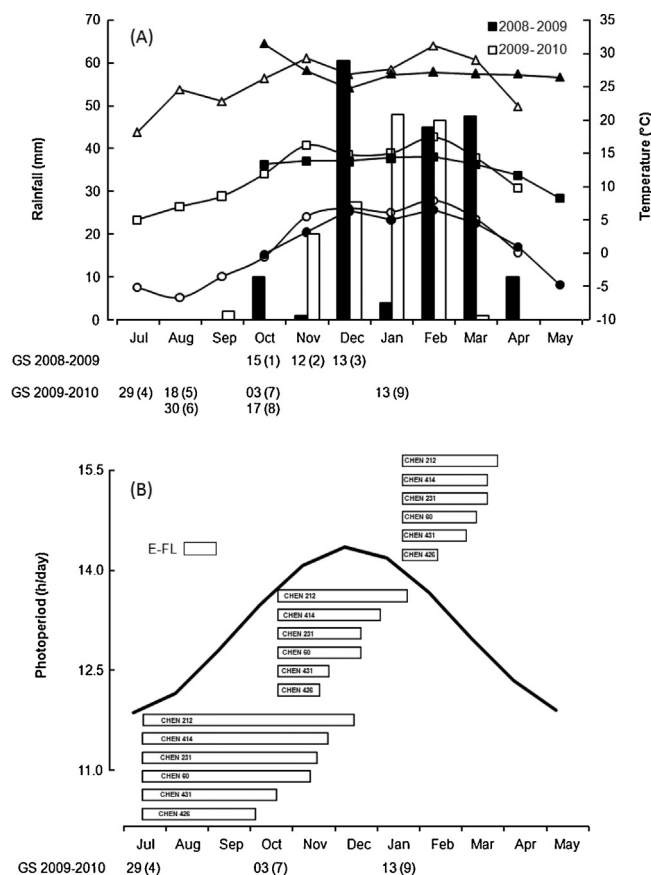 (A)
2008-2009
2009-2010
Rainfall (mm)
70
60
50
40
30
20
10
0
Temperature (°C)
35
30
25
20
15
10
5
0
-5
-10
Jul Aug Sep Oct Nov Dec Jan Feb Mar Apr May
GS 2008-2009 15 (1) 12 (2) 13 (3)
GS 2009-2010 29 (4) 18 (5) 03 (7) 13 (9)
30 (6) 17 (8)
(B)
Photoperiod (h/day)
15.5
14.0
12.5
11.0
E-FL
CHEN 212
CHEN 414
CHEN 231
CHEN 60
CHEN 431
CHEN 426
CHEN 212
CHEN 414
CHEN 231
CHEN 60
CHEN 431
CHEN 426
CHEN 212
CHEN 414
CHEN 231
CHEN 60
CHEN 431
CHEN 426
Jul Aug Sep Oct Nov Dec Jan Feb Mar Apr May
GS 2009-2010 29 (4) 03 (7) 13 (9)